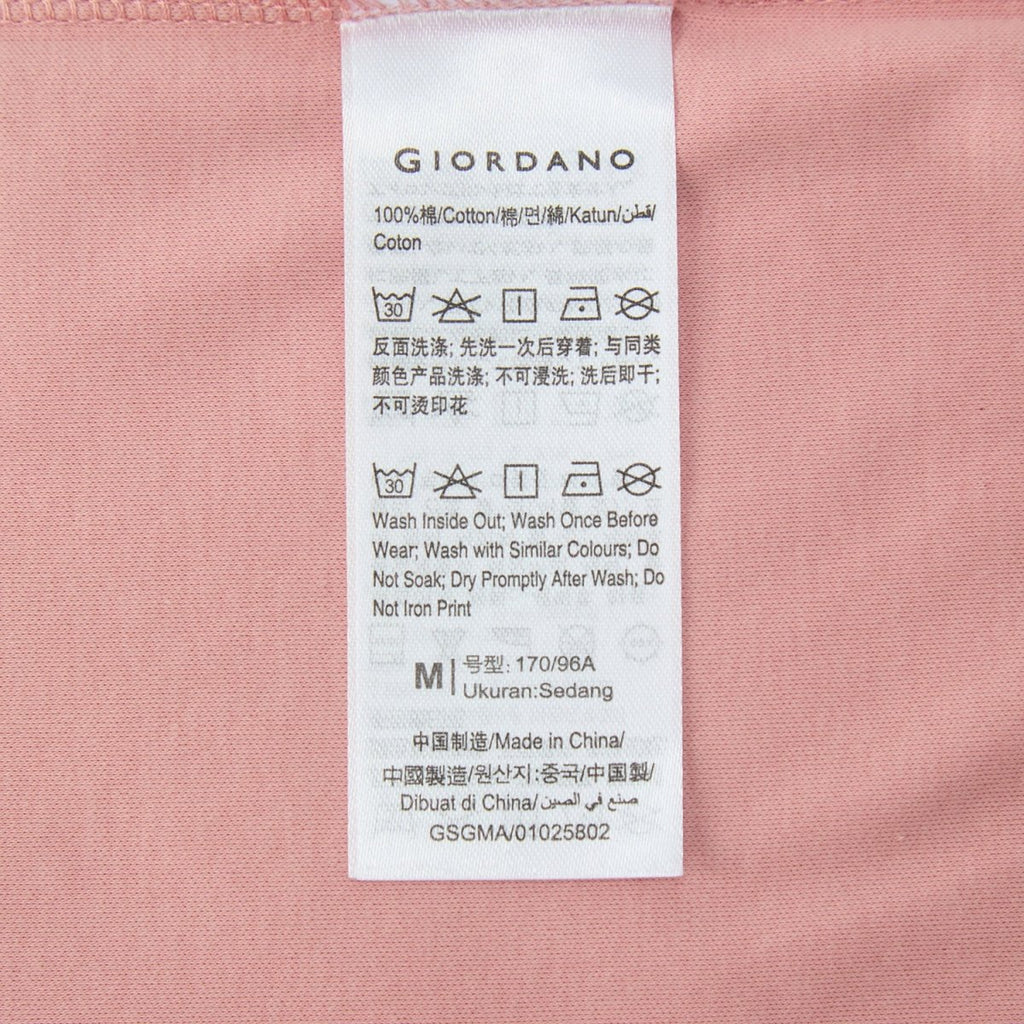 GIORDANO
100%棉/Cotton/棉/면/綿/Katun/قطن/
Coton
30
反面洗涤; 先洗一次后穿着; 与同类
颜色产品洗涤; 不可浸洗; 洗后即干;
不可烫印花
30
Wash Inside Out; Wash Once Before
Wear; Wash with Similar Colours; Do
Not Soak; Dry Promptly After Wash; Do
Not Iron Print
M 号型: 170/96A
Ukuran:Sedang
中国制造/Made in China/
中國製造/원산지:중국/中国製/
Dibuat di China/صنع في الصين
GSGMA/01025802